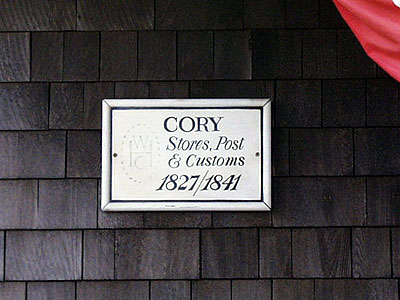 CORY
Stores, Post
& Customs
1827/1841